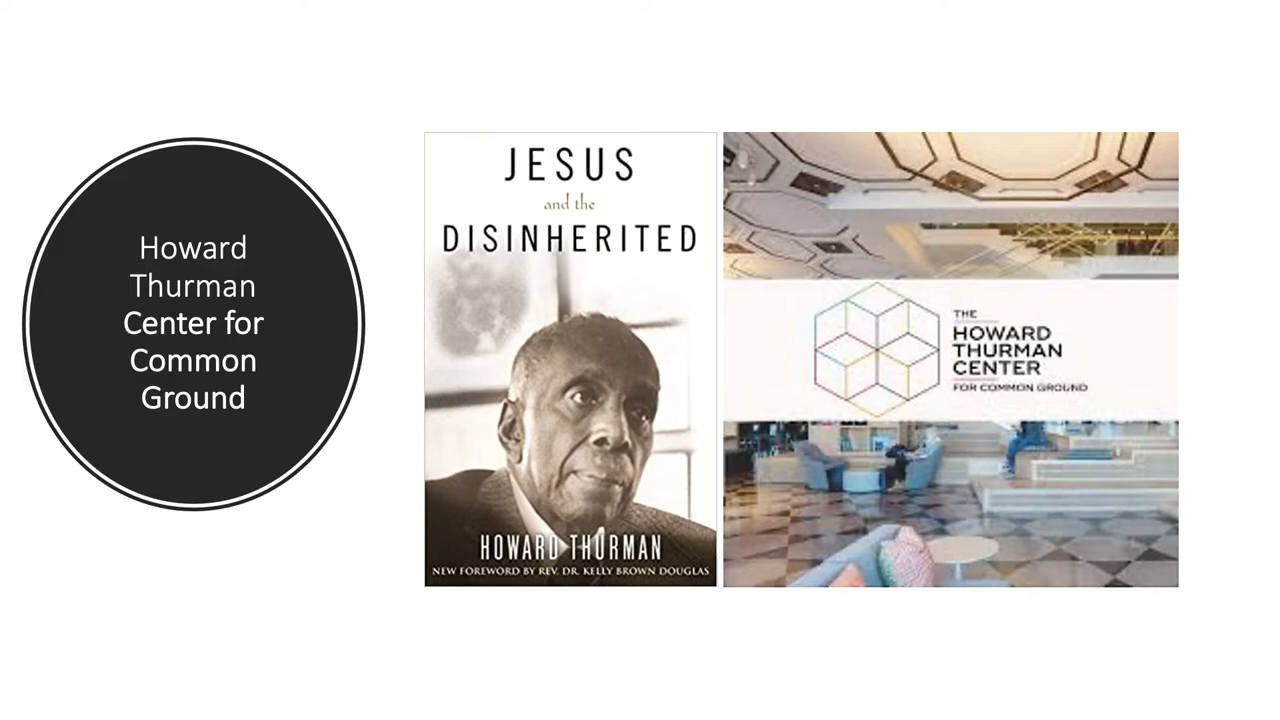 Howard
Thurman
Center for
Common
Ground
JESUS
and the
DISINHERITED
HOWARD THURMAN
NEW FOREWORD BY REV. DR. KELLY BROWN DOUGLAS
THE
HOWARD
THURMAN
CENTER
FOR COMMON GROUND